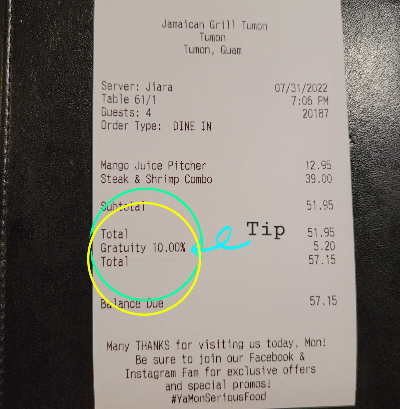 Jamaican Grill Tumon
Tumon
Tumon, Guam
Server: Jiara 07/31/2022
Table 61/1 7:06 PM
Guests: 4 20187
Order Type: DINE IN
Mango Juice Pitcher 12.95
Steak & Shrimp Combo 39.00
Subtotal 51.95
Total 51.95
Gratuity 10.00% 5.20
Total 57.15
Tip
Balance Due 57.15
Many THANKS for visiting us today, Mon!
Be sure to join our Facebook &
Instagram Fam for exclusive offers
and special promos!
#YaMonSeriousFood